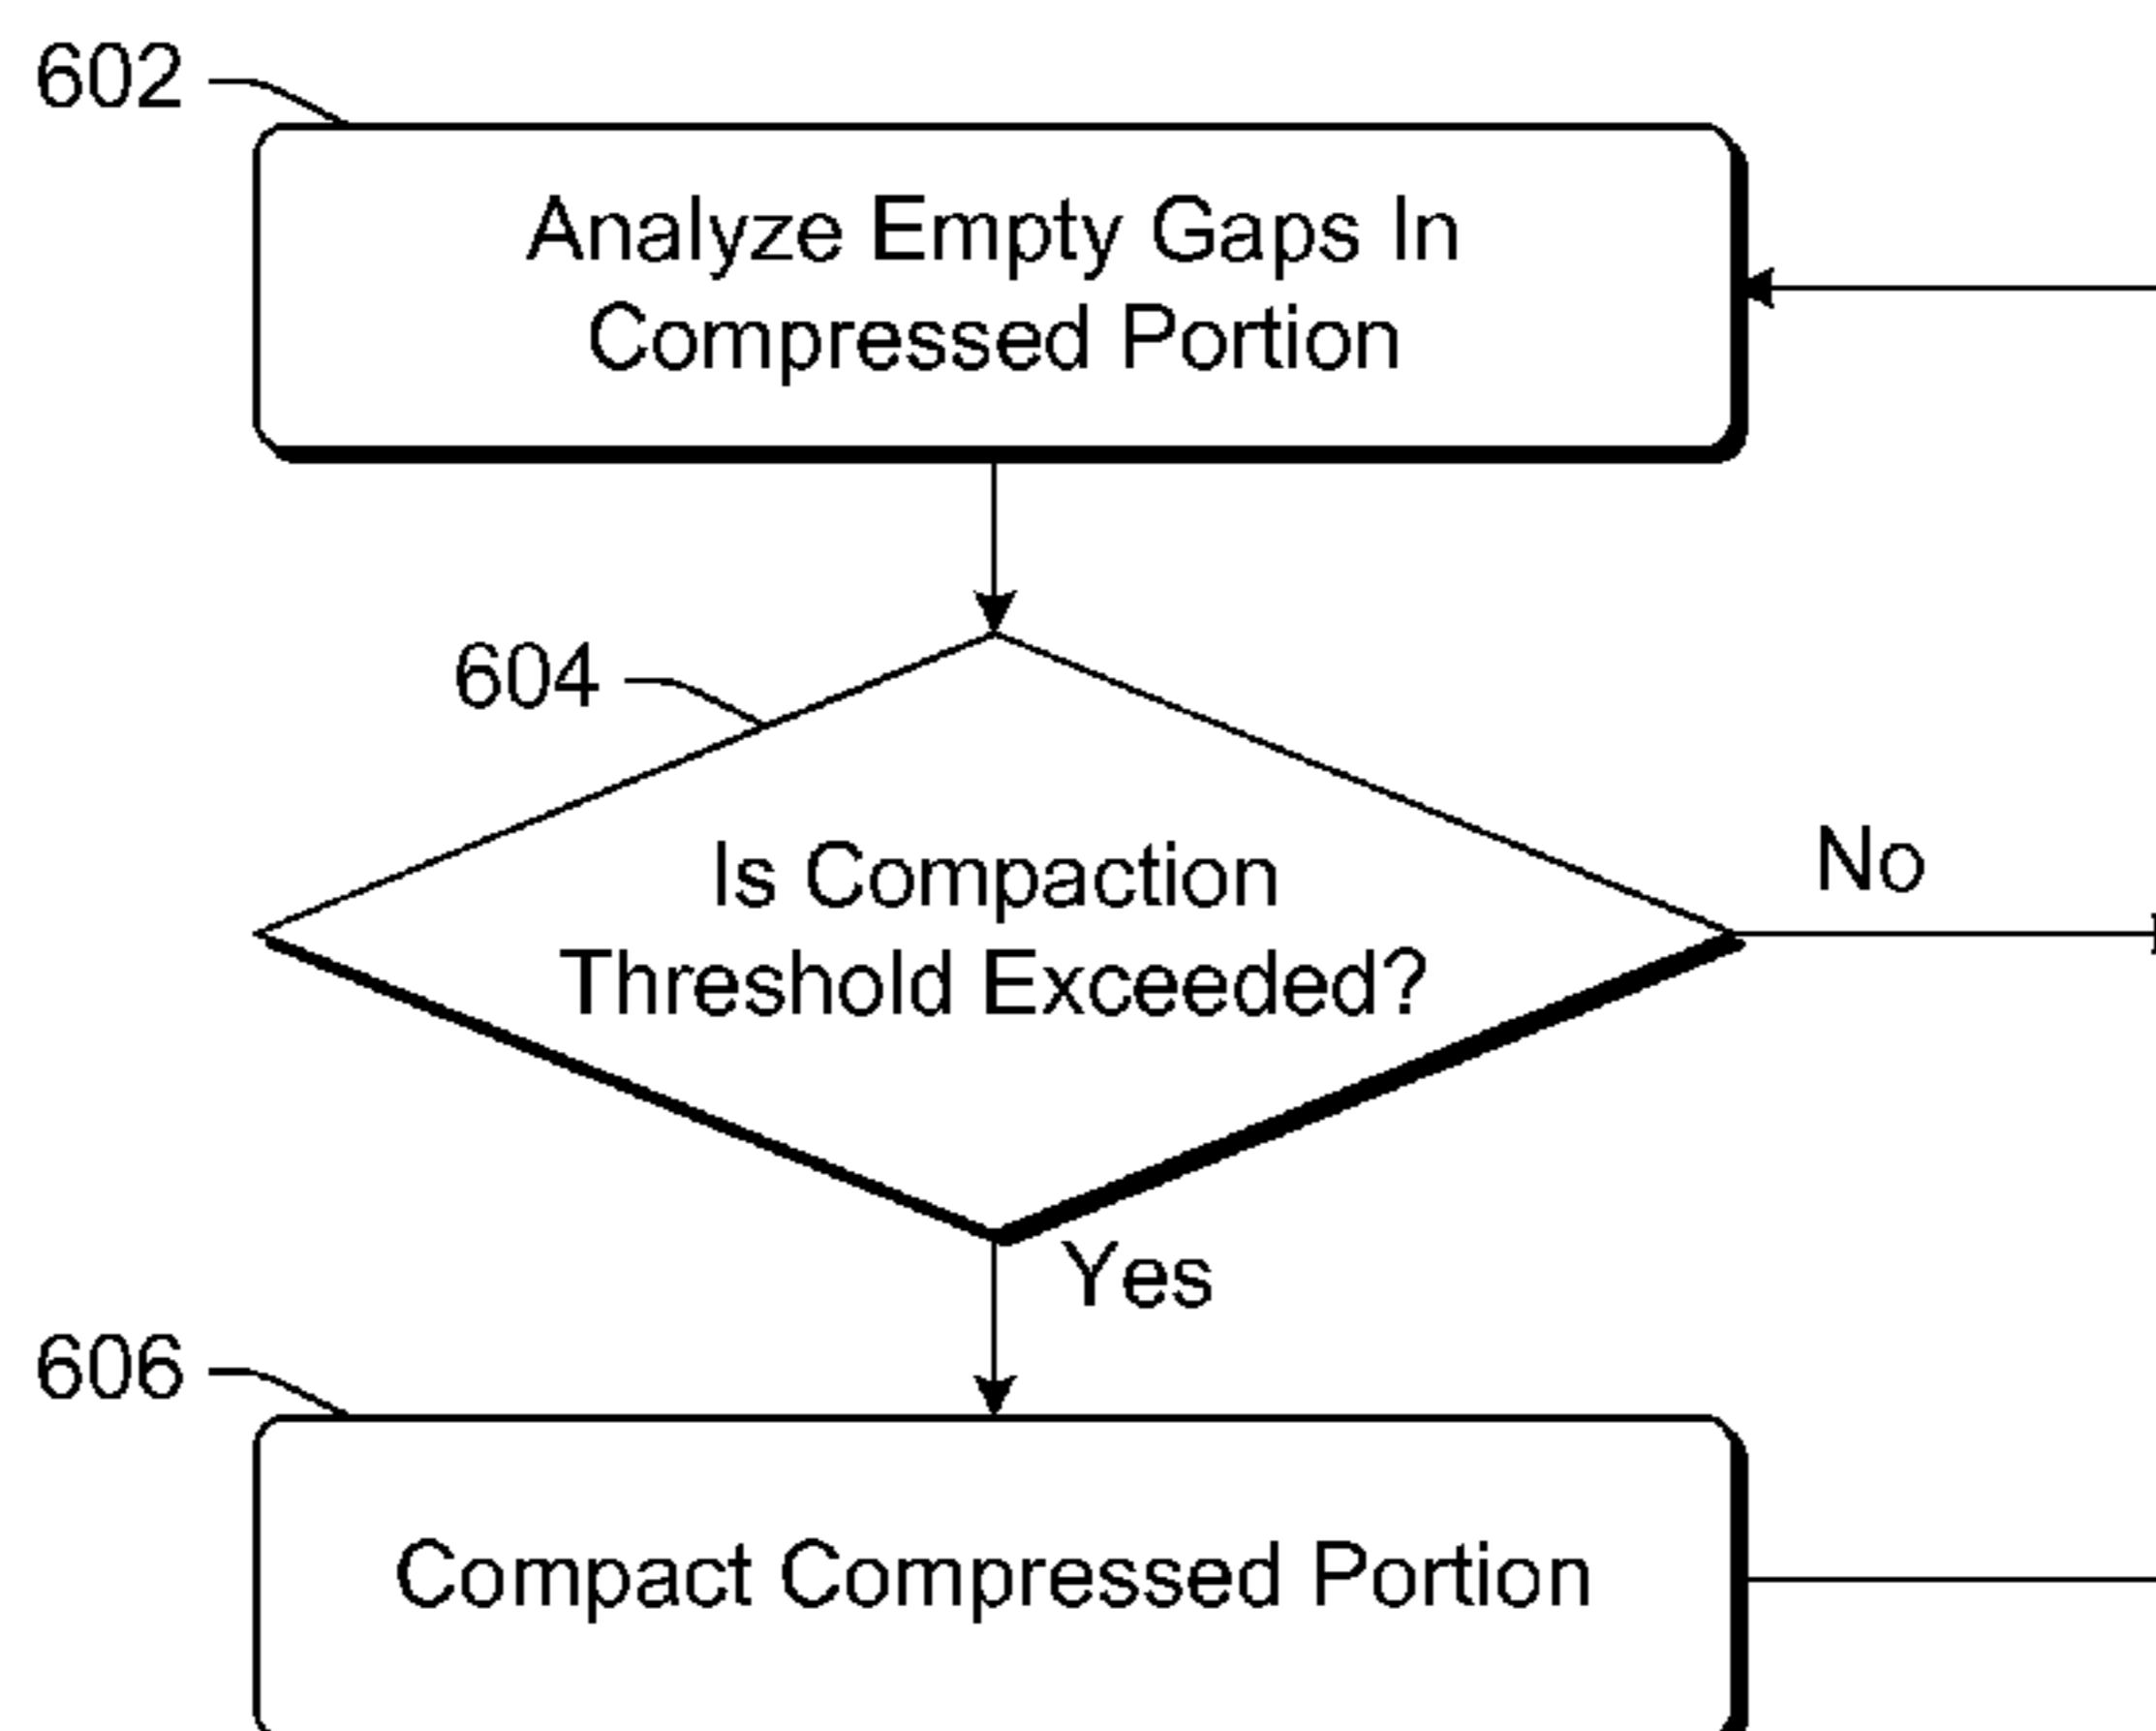 602
Analyze Empty Gaps In
Compressed Portion
604
Is Compaction
Threshold Exceeded?
No
Yes
606
Compact Compressed Portion